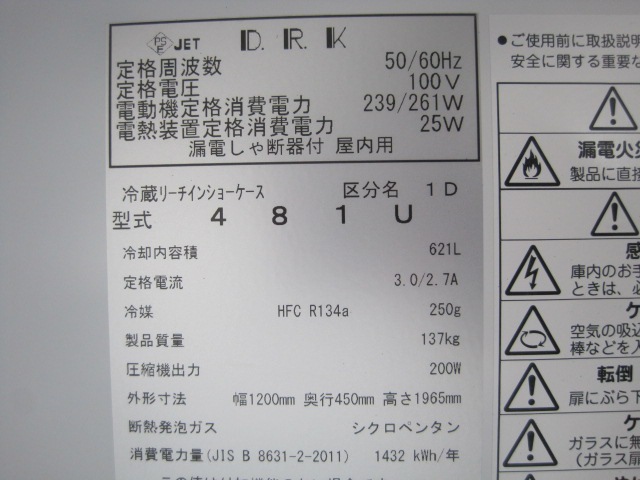 PSE JET D.R.K
定格周波数 50/60Hz
定格電圧 100V
電動機定格消費電力 239/261W
電熱装置定格消費電力 25W
漏電しゃ断器付 屋内用
冷蔵リーチインショーケース 区分名 1D
型式 481U
冷却内容積 621L
定格電流 3.0/2.7A
冷媒 HFC R134a 250g
製品質量 137kg
圧縮機出力 200W
外形寸法 幅1200mm 奥行450mm 高さ1965mm
断熱発泡ガス シクロペンタン
消費電力量(JIS B 8631-2-2011) 1432 kWh/年
●ご使用前に取扱説明
安全に関する重要な
漏電火災
製品に直接
感
庫内のお手
ときは、必
ケ
空気の吸込
棒などを入
転倒
扉にぶら下
ケ
ガラスに無
(ガラス扉